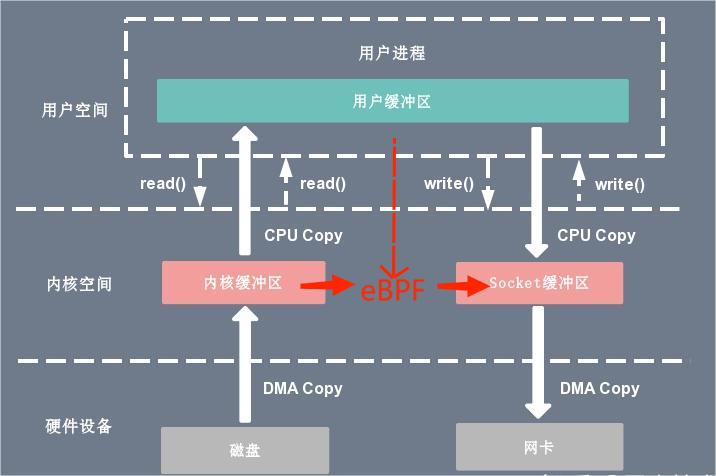 用户进程
用户缓冲区
用户空间
read()
read()
write()
write()
CPU Copy
CPU Copy
内核空间
内核缓冲区
eBPF
Socket缓冲区
DMA Copy
DMA Copy
硬件设备
磁盘
网卡